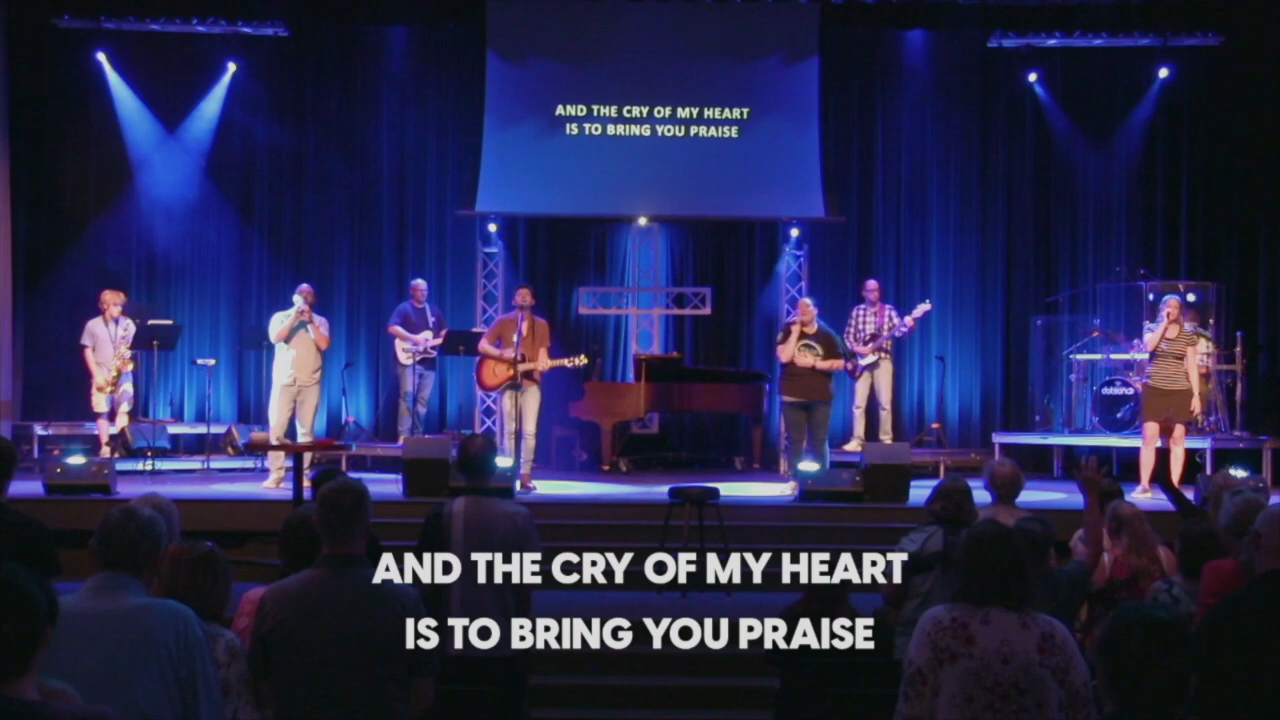 AND THE CRY OF MY HEART
IS TO BRING YOU PRAISE
AND THE CRY OF MY HEART
IS TO BRING YOU PRAISE